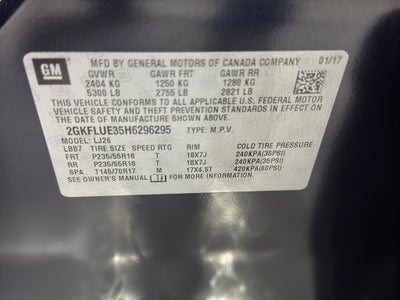 GM
MFD BY GENERAL MOTORS OF CANADA COMPANY 01/17
GVWR GAWR FRT GAWR RR
2404 KG 1250 KG 1280 KG
5300 LB 2755 LB 2821 LB
THIS VEHICLE CONFORMS TO ALL APPLICABLE U.S. FEDERAL MOTOR
VEHICLE SAFETY AND THEFT PREVENTION STANDARDS IN EFFECT
ON THE DATE OF MANUFACTURE SHOWN ABOVE.
2GKFLUE35H6296295 TYPE: M.P.V.
MODEL: LJ26
LBB7 TIRE SIZE SPEED RTG RIM COLD TIRE PRESSURE
FRT P235/55R18 T 18X7J 240KPA(35PSI)
RR P235/55R18 T 18X7J 240KPA(35PSI)
SPA T145/70R17 M 17X4.5T 420KPA(60PSI)
SEE OWNER'S MANUAL FOR MORE INFORMATION.